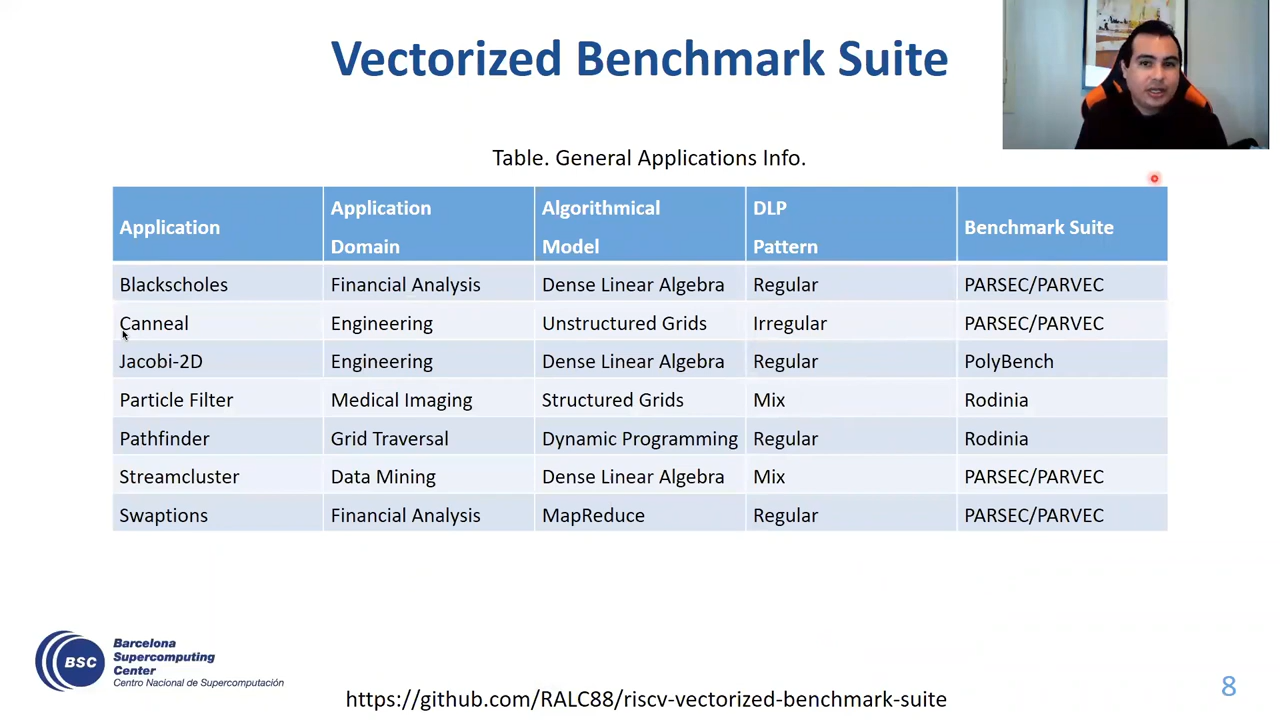 Vectorized Benchmark Suite
Table. General Applications Info.
Application | Application Domain | Algorithmical Model | DLP Pattern | Benchmark Suite
Blackscholes | Financial Analysis | Dense Linear Algebra | Regular | PARSEC/PARVEC
Canneal | Engineering | Unstructured Grids | Irregular | PARSEC/PARVEC
Jacobi-2D | Engineering | Dense Linear Algebra | Regular | PolyBench
Particle Filter | Medical Imaging | Structured Grids | Mix | Rodinia
Pathfinder | Grid Traversal | Dynamic Programming | Regular | Rodinia
Streamcluster | Data Mining | Dense Linear Algebra | Mix | PARSEC/PARVEC
Swaptions | Financial Analysis | MapReduce | Regular | PARSEC/PARVEC
BSC
Barcelona
Supercomputing
Center
Centro Nacional de Supercomputación
https://github.com/RALC88/riscv-vectorized-benchmark-suite
8